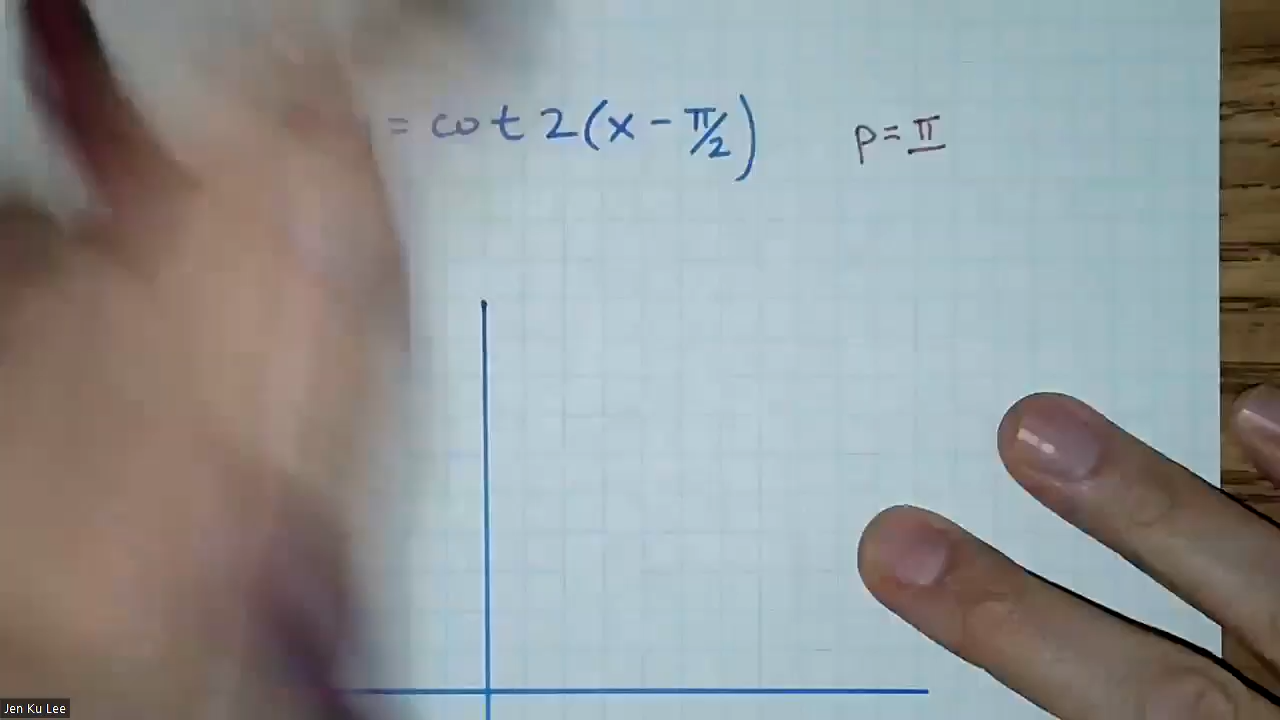 = cot 2(x - π/2) p = π
Jen Ku Lee